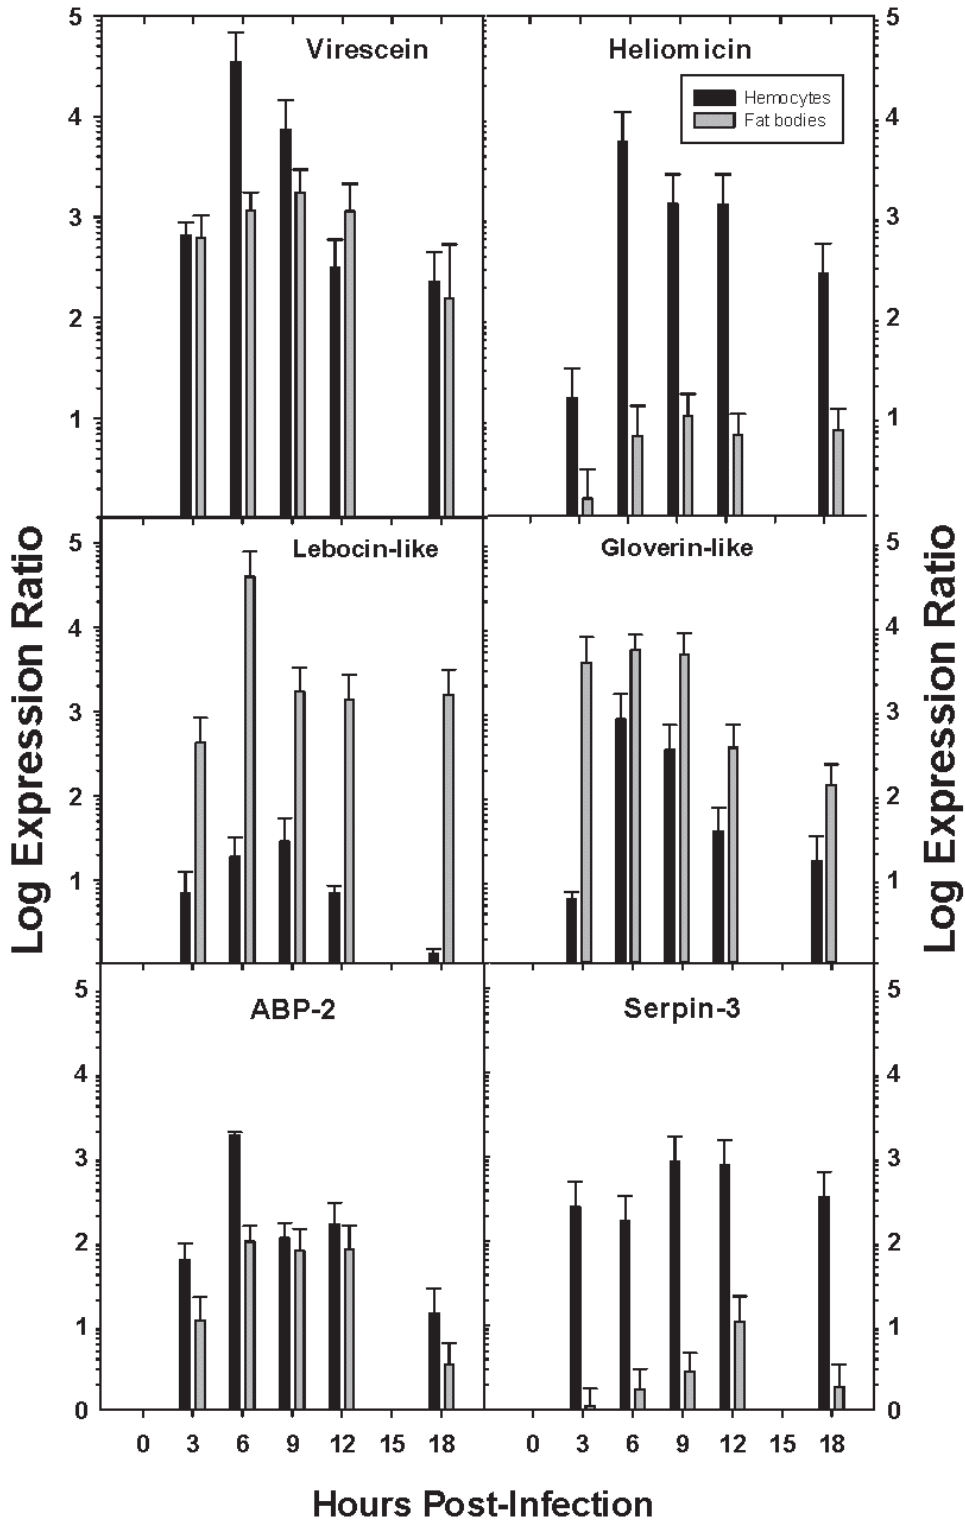 5
5
Virescein
Heliomicin
Hemocytes
Fat bodies
4
4
3
3
2
2
1
1
Log Expression Ratio
Log Expression Ratio
5
5
Lebocin-like
Gloverin-like
4
4
3
3
2
2
1
1
5
5
ABP-2
Serpin-3
4
4
3
3
2
2
1
1
0
0
0 3 6 9 12 15 18
0 3 6 9 12 15 18
Hours Post-Infection